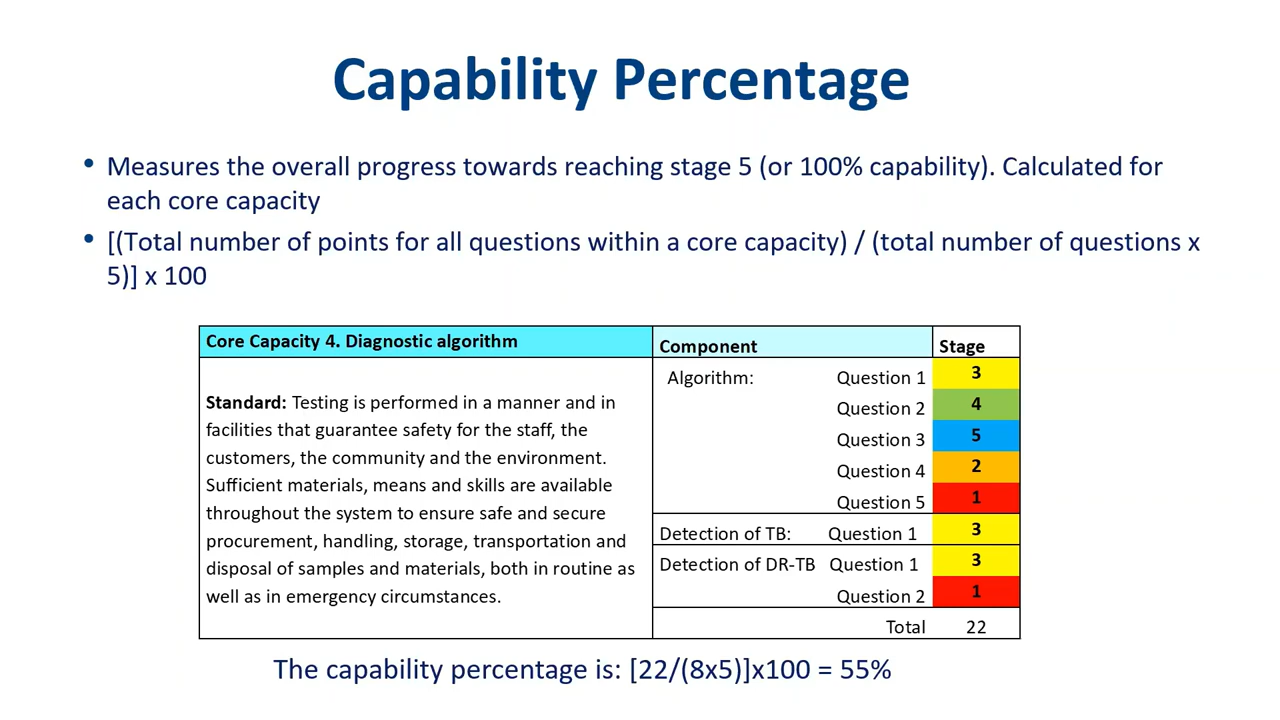 Capability Percentage
• Measures the overall progress towards reaching stage 5 (or 100% capability). Calculated for
each core capacity
• [(Total number of points for all questions within a core capacity) / (total number of questions x
5)] x 100
Core Capacity 4. Diagnostic algorithm
Component
Stage
Standard: Testing is performed in a manner and in
facilities that guarantee safety for the staff, the
customers, the community and the environment.
Sufficient materials, means and skills are available
throughout the system to ensure safe and secure
procurement, handling, storage, transportation and
disposal of samples and materials, both in routine as
well as in emergency circumstances.
Algorithm: Question 1 3
Question 2 4
Question 3 5
Question 4 2
Question 5 1
Detection of TB: Question 1 3
Detection of DR-TB Question 1 3
Question 2 1
Total 22
The capability percentage is: [22/(8x5)]x100 = 55%